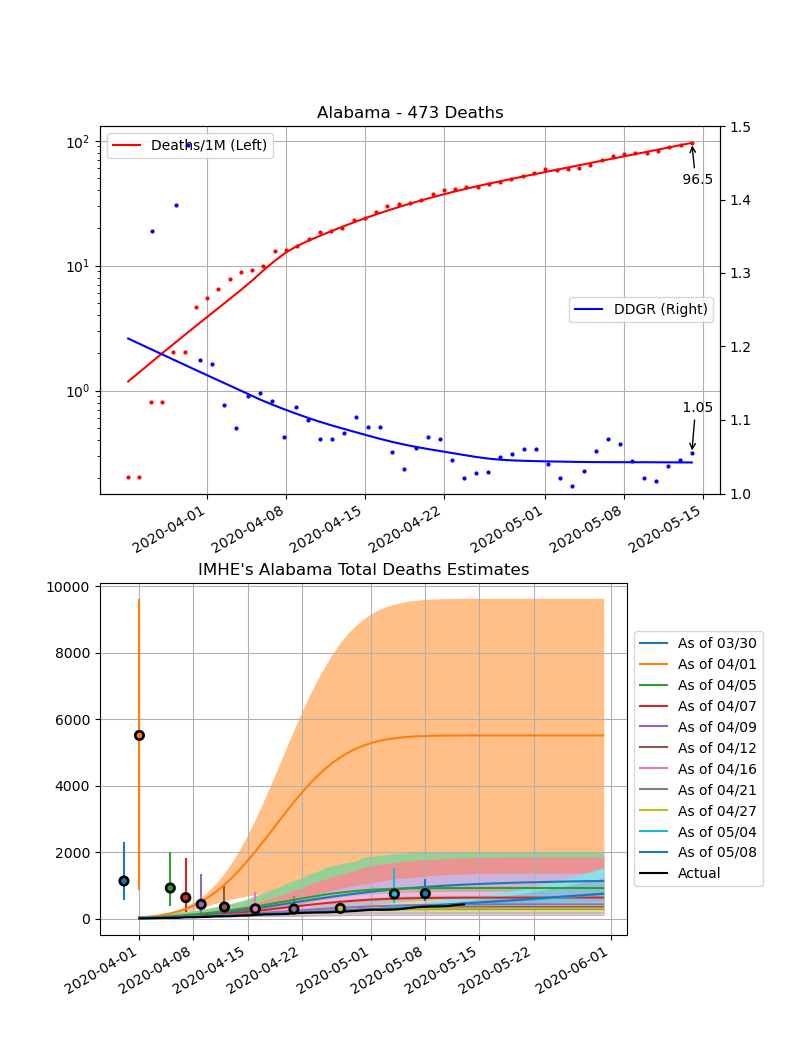 Alabama - 473 Deaths
10²
10¹
10⁰
Deaths/1M (Left)
DDGR (Right)
96.5
1.05
1.5
1.4
1.3
1.2
1.1
1.0
2020-04-01
2020-04-08
2020-04-15
2020-04-22
2020-05-01
2020-05-08
2020-05-15
IMHE's Alabama Total Deaths Estimates
10000
8000
6000
4000
2000
0
2020-04-01
2020-04-08
2020-04-15
2020-04-22
2020-05-01
2020-05-08
2020-05-15
2020-05-22
2020-06-01
As of 03/30
As of 04/01
As of 04/05
As of 04/07
As of 04/09
As of 04/12
As of 04/16
As of 04/21
As of 04/27
As of 05/04
As of 05/08
Actual